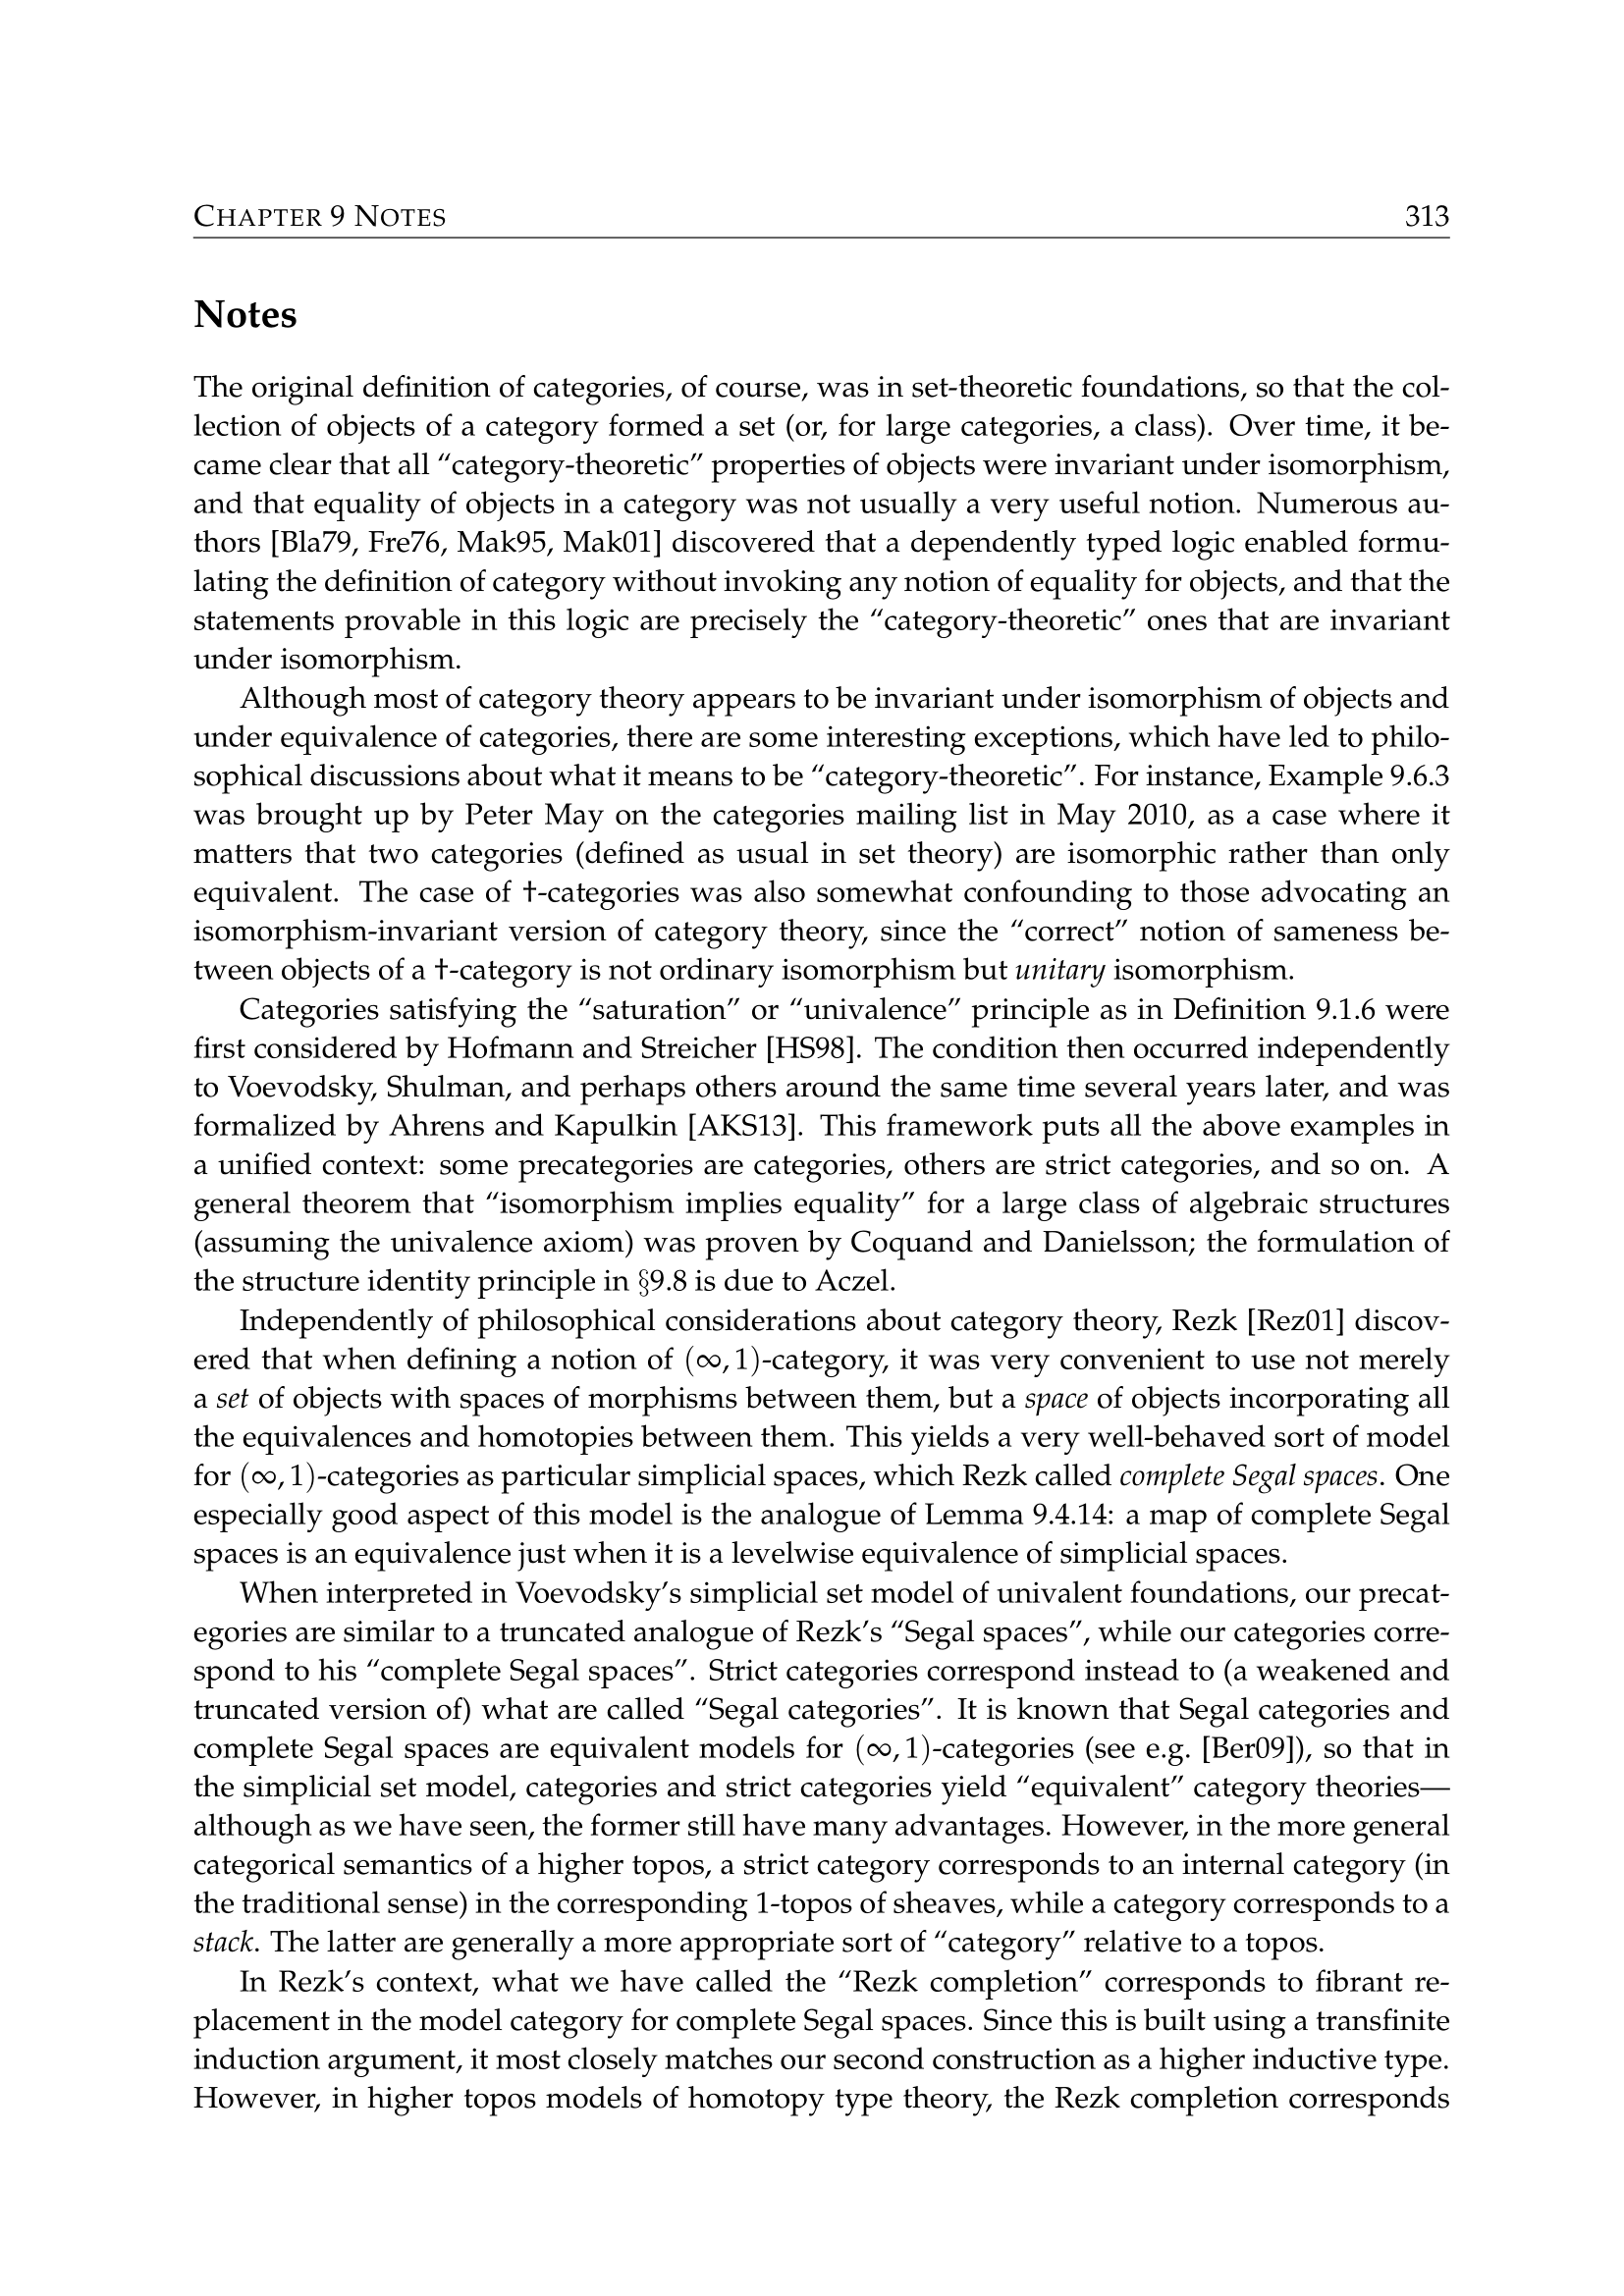 CHAPTER 9 NOTES 313
Notes
The original definition of categories, of course, was in set-theoretic foundations, so that the col-
lection of objects of a category formed a set (or, for large categories, a class). Over time, it be-
came clear that all “category-theoretic” properties of objects were invariant under isomorphism,
and that equality of objects in a category was not usually a very useful notion. Numerous au-
thors [Bla79, Fre76, Mak95, Mak01] discovered that a dependently typed logic enabled formu-
lating the definition of category without invoking any notion of equality for objects, and that the
statements provable in this logic are precisely the “category-theoretic” ones that are invariant
under isomorphism.
Although most of category theory appears to be invariant under isomorphism of objects and
under equivalence of categories, there are some interesting exceptions, which have led to philo-
sophical discussions about what it means to be “category-theoretic”. For instance, Example 9.6.3
was brought up by Peter May on the categories mailing list in May 2010, as a case where it
matters that two categories (defined as usual in set theory) are isomorphic rather than only
equivalent. The case of †-categories was also somewhat confounding to those advocating an
isomorphism-invariant version of category theory, since the “correct” notion of sameness be-
tween objects of a †-category is not ordinary isomorphism but unitary isomorphism.
Categories satisfying the “saturation” or “univalence” principle as in Definition 9.1.6 were
first considered by Hofmann and Streicher [HS98]. The condition then occurred independently
to Voevodsky, Shulman, and perhaps others around the same time several years later, and was
formalized by Ahrens and Kapulkin [AKS13]. This framework puts all the above examples in
a unified context: some precategories are categories, others are strict categories, and so on. A
general theorem that “isomorphism implies equality” for a large class of algebraic structures
(assuming the univalence axiom) was proven by Coquand and Danielsson; the formulation of
the structure identity principle in §9.8 is due to Aczel.
Independently of philosophical considerations about category theory, Rezk [Rez01] discov-
ered that when defining a notion of (∞, 1)-category, it was very convenient to use not merely
a set of objects with spaces of morphisms between them, but a space of objects incorporating all
the equivalences and homotopies between them. This yields a very well-behaved sort of model
for (∞, 1)-categories as particular simplicial spaces, which Rezk called complete Segal spaces. One
especially good aspect of this model is the analogue of Lemma 9.4.14: a map of complete Segal
spaces is an equivalence just when it is a levelwise equivalence of simplicial spaces.
When interpreted in Voevodsky’s simplicial set model of univalent foundations, our precat-
egories are similar to a truncated analogue of Rezk’s “Segal spaces”, while our categories corre-
spond to his “complete Segal spaces”. Strict categories correspond instead to (a weakened and
truncated version of) what are called “Segal categories”. It is known that Segal categories and
complete Segal spaces are equivalent models for (∞, 1)-categories (see e.g. [Ber09]), so that in
the simplicial set model, categories and strict categories yield “equivalent” category theories—
although as we have seen, the former still have many advantages. However, in the more general
categorical semantics of a higher topos, a strict category corresponds to an internal category (in
the traditional sense) in the corresponding 1-topos of sheaves, while a category corresponds to a
stack. The latter are generally a more appropriate sort of “category” relative to a topos.
In Rezk’s context, what we have called the “Rezk completion” corresponds to fibrant re-
placement in the model category for complete Segal spaces. Since this is built using a transfinite
induction argument, it most closely matches our second construction as a higher inductive type.
However, in higher topos models of homotopy type theory, the Rezk completion corresponds